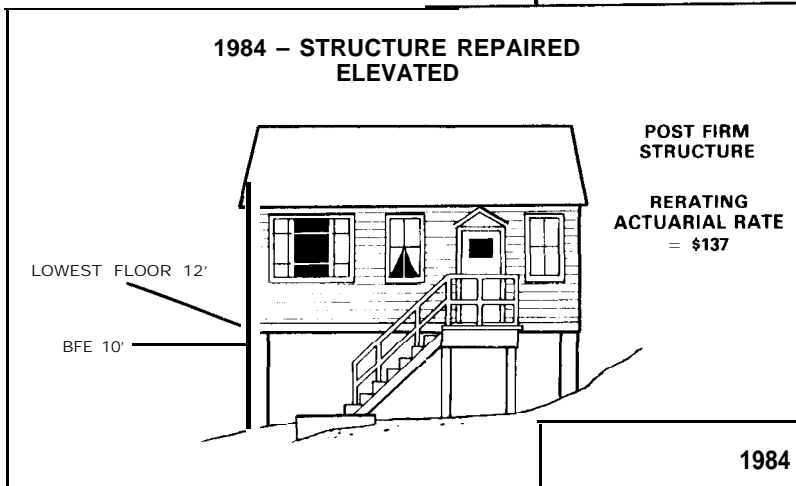 1984 – STRUCTURE REPAIRED
ELEVATED
POST FIRM
STRUCTURE
RERATING
ACTUARIAL RATE
= $137
LOWEST FLOOR 12'
BFE 10'
1984